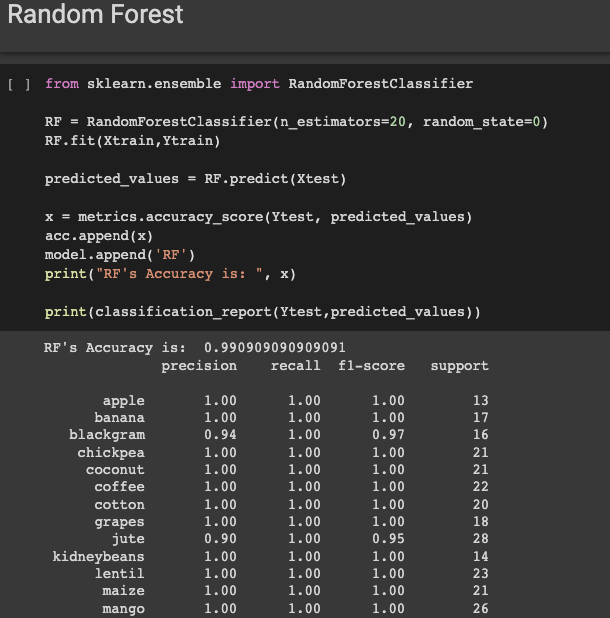 Random Forest
[ ] from sklearn.ensemble import RandomForestClassifier
RF = RandomForestClassifier(n_estimators=20, random_state=0)
RF.fit(Xtrain,Ytrain)
predicted_values = RF.predict(Xtest)
x = metrics.accuracy_score(Ytest, predicted_values)
acc.append(x)
model.append('RF')
print("RF's Accuracy is: ", x)
print(classification_report(Ytest,predicted_values))
RF's Accuracy is:  0.990909090909091
precision recall f1-score support
apple 1.00 1.00 1.00 13
banana 1.00 1.00 1.00 17
blackgram 0.94 1.00 0.97 16
chickpea 1.00 1.00 1.00 21
coconut 1.00 1.00 1.00 21
coffee 1.00 1.00 1.00 22
cotton 1.00 1.00 1.00 20
grapes 1.00 1.00 1.00 18
jute 0.90 1.00 0.95 28
kidneybeans 1.00 1.00 1.00 14
lentil 1.00 1.00 1.00 23
maize 1.00 1.00 1.00 21
mango 1.00 1.00 1.00 26